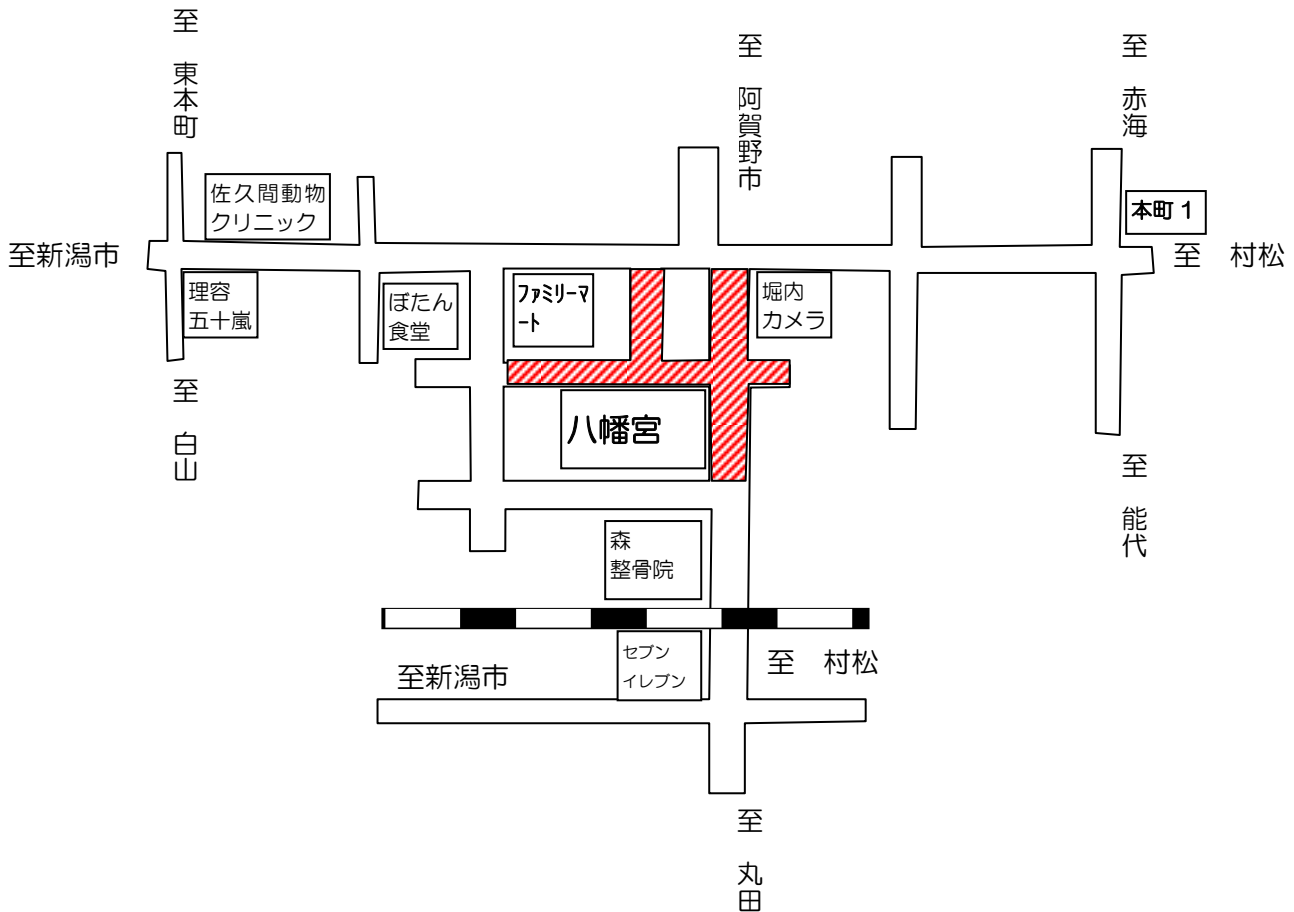 至 東本町
至 阿賀野市
至 赤海
佐久間動物
クリニック
本町 1
至新潟市
至 村松
理容
五十嵐
ぼたん
食堂
ファミリーマ
ート
堀内
カメラ
至 白山
八幡宮
至 能代
森
整骨院
セブン
イレブン
至新潟市
至 村松
至 丸田